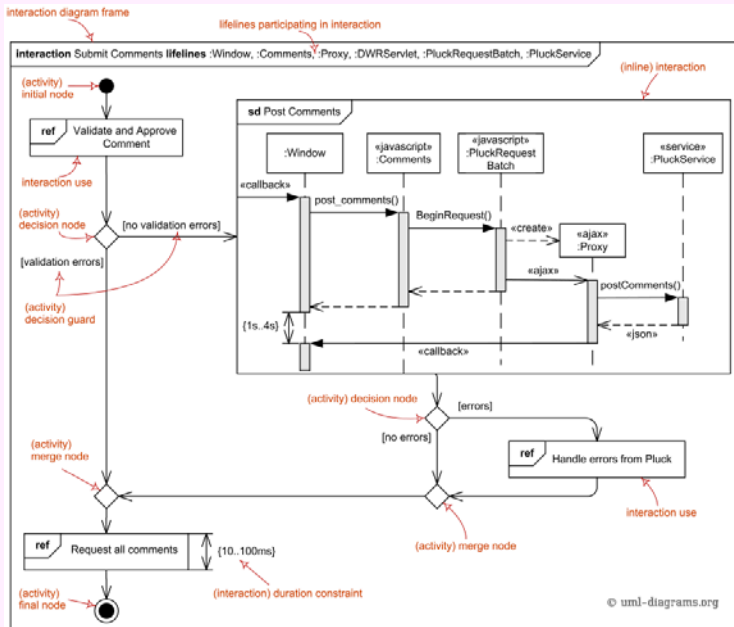 interaction diagram frame
lifelines participating in interaction
interaction Submit Comments lifelines :Window, :Comments, :Proxy, :DWRServlet, :PluckRequestBatch, :PluckService
(activity)
initial node
(inline) interaction
ref
Validate and Approve
Comment
interaction use
sd Post Comments
:Window
«javascript»
:Comments
«javascript»
:PluckRequest
Batch
«service»
:PluckService
«callback»
post_comments()
BeginRequest()
«create»
«ajax»
:Proxy
(activity)
decision node
[no validation errors]
[validation errors]
(activity)
decision guard
«ajax»
postComments()
{1s..4s}
«json»
«callback»
(activity) decision node
[errors]
[no errors]
ref
Handle errors from Pluck
interaction use
(activity)
merge node
(activity) merge node
ref
Request all comments
{10..100ms}
(interaction) duration constraint
(activity)
final node
© uml-diagrams.org